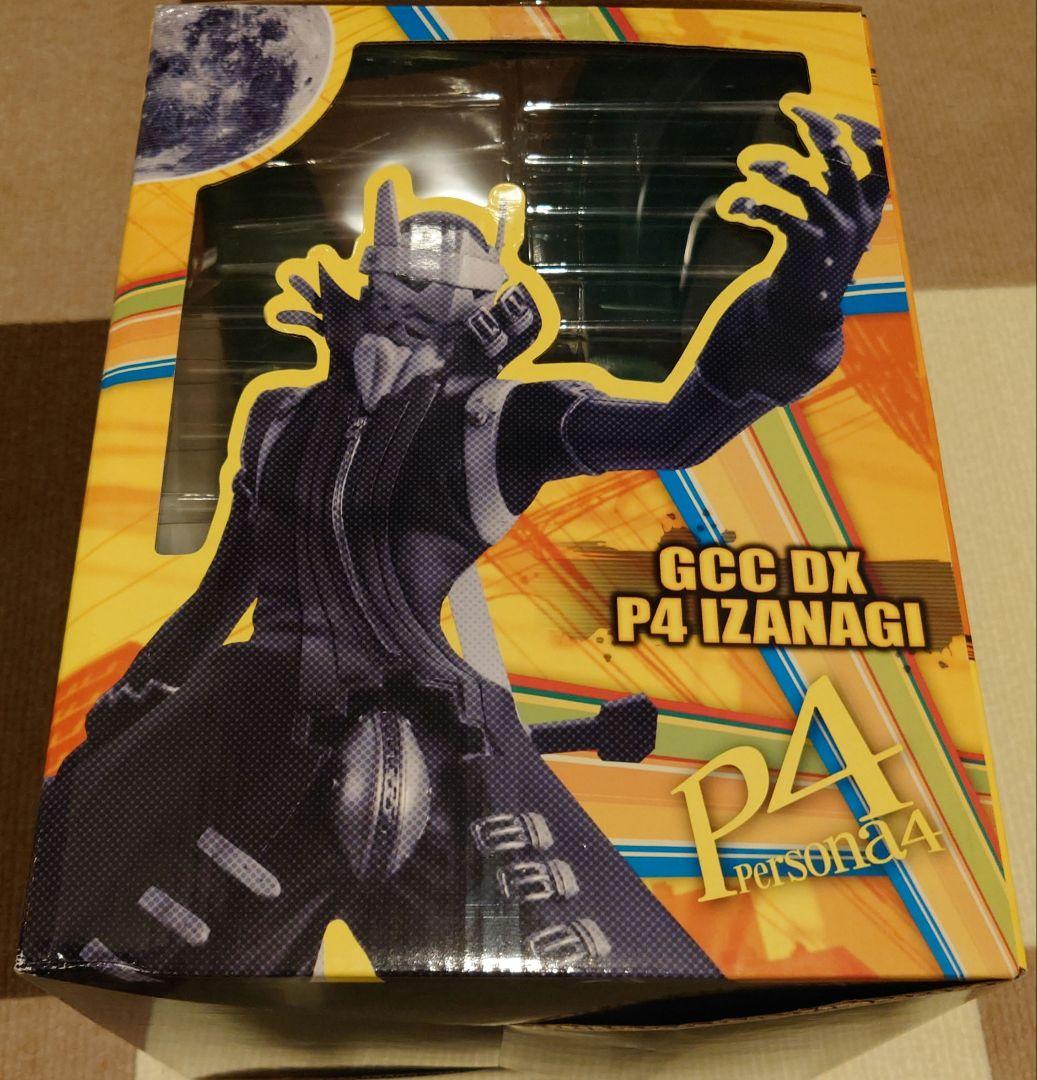 GCC DX
P4 IZANAGI
P4
Persona4